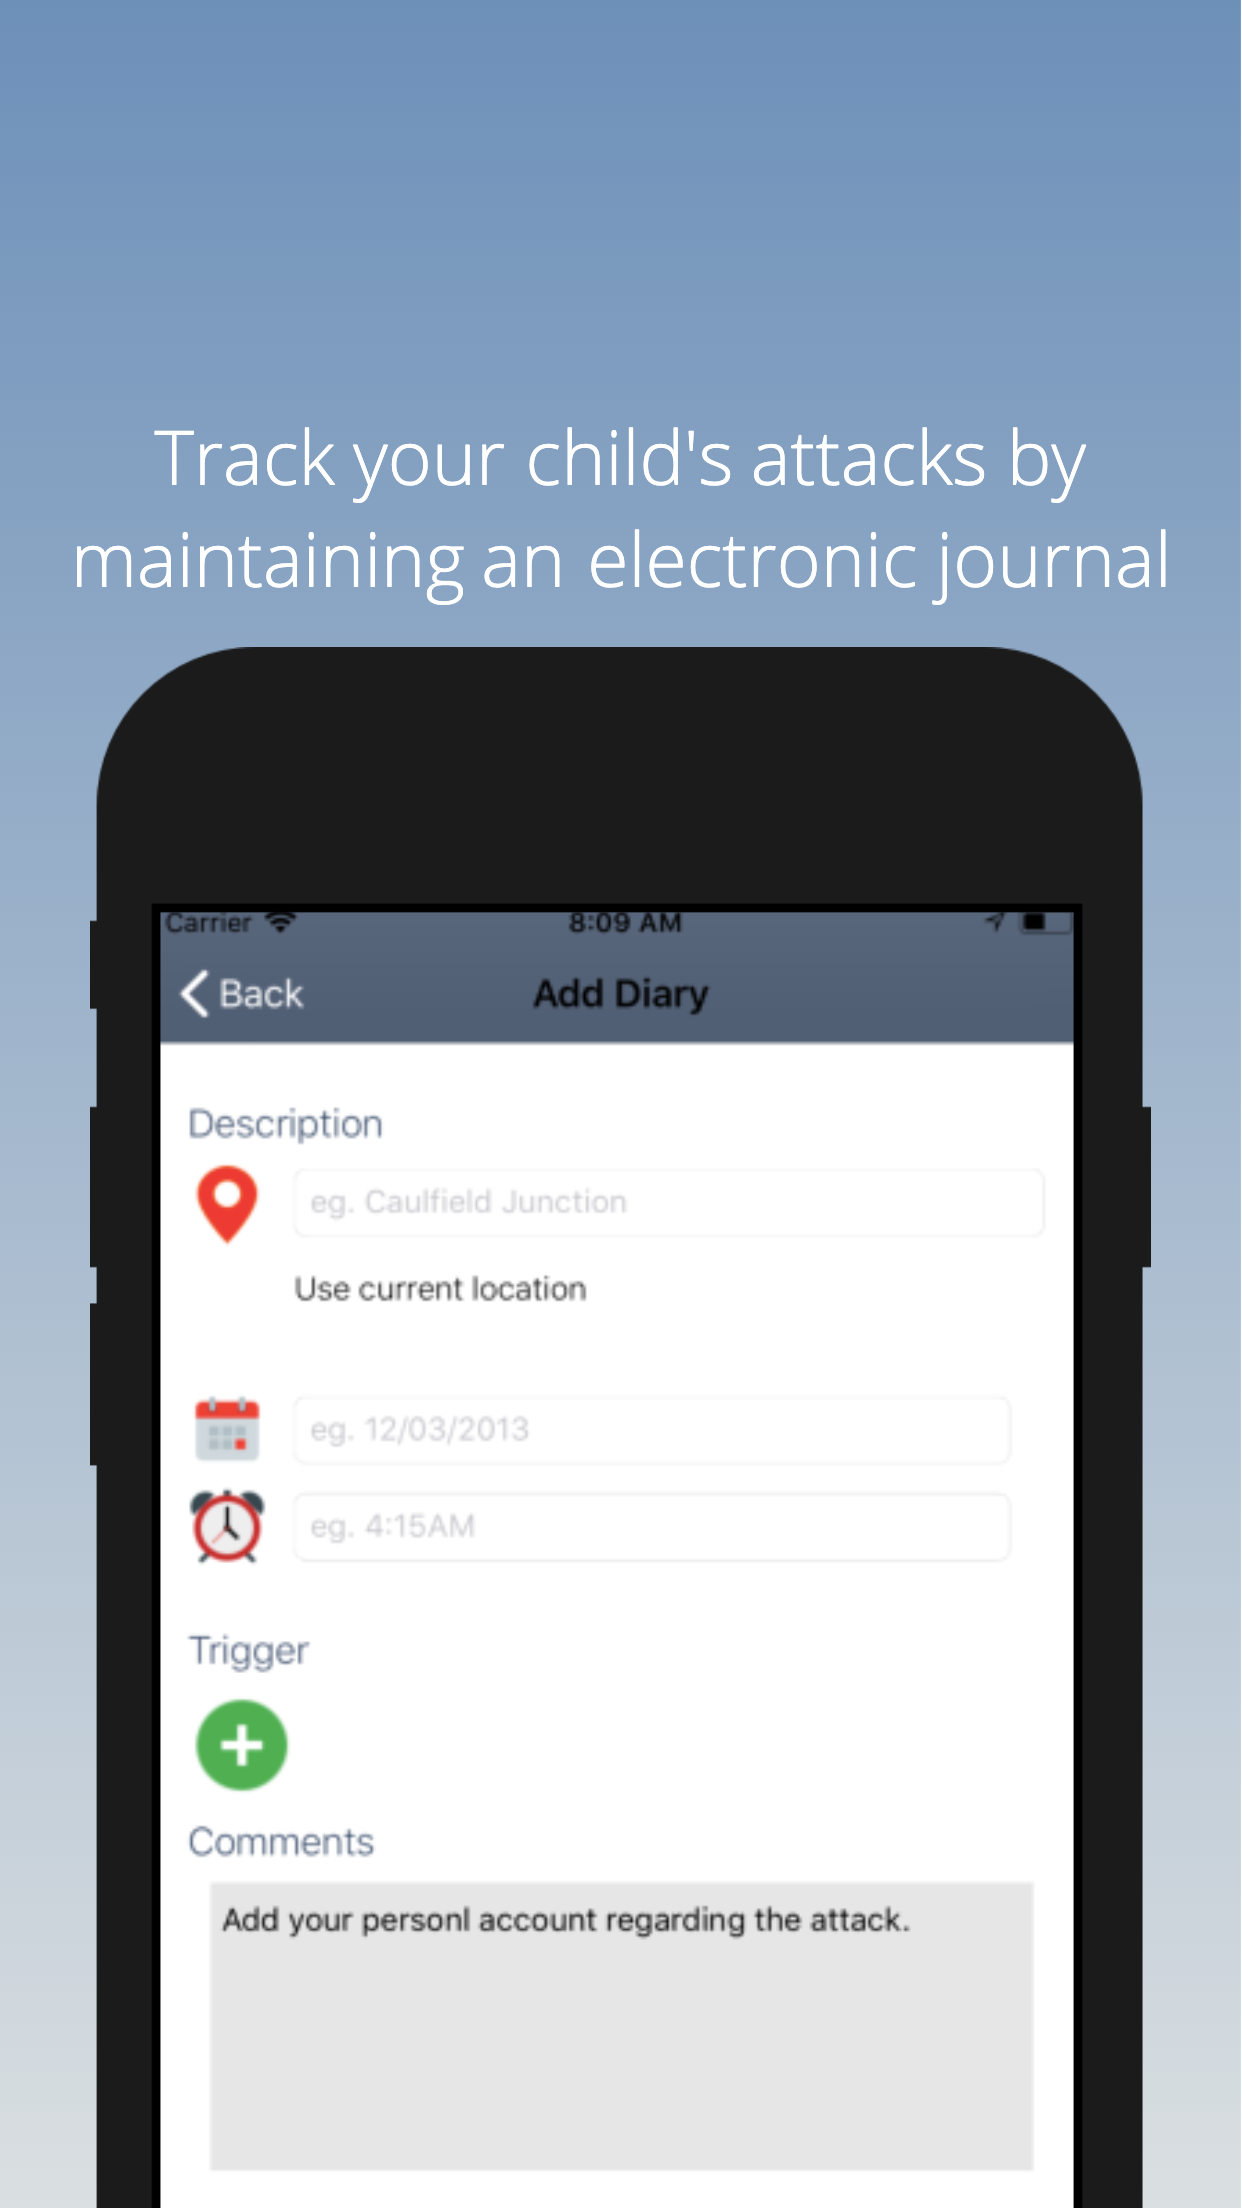 Track your child's attacks by
maintaining an electronic journal
Carrier 8:09 AM
Back Add Diary
Description
eg. Caulfield Junction
Use current location
eg. 12/03/2013
eg. 4:15AM
Trigger
Comments
Add your personl account regarding the attack.